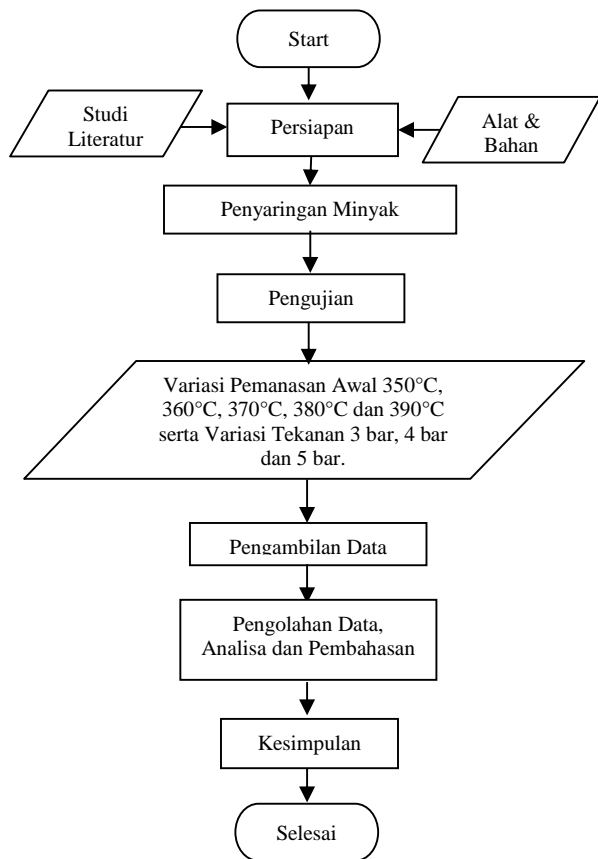 Start
Studi
Literatur
Persiapan
Alat &
Bahan
Penyaringan Minyak
Pengujian
Variasi Pemanasan Awal 350°C,
360°C, 370°C, 380°C dan 390°C
serta Variasi Tekanan 3 bar, 4 bar
dan 5 bar.
Pengambilan Data
Pengolahan Data,
Analisa dan Pembahasan
Kesimpulan
Selesai